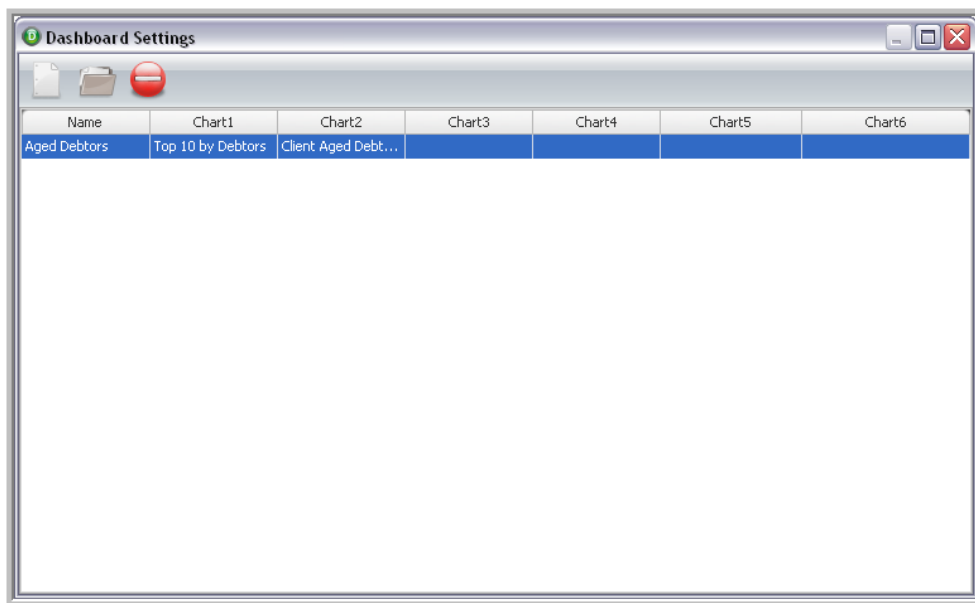 Dashboard Settings
Name Chart1 Chart2 Chart3 Chart4 Chart5 Chart6
Aged Debtors Top 10 by Debtors Client Aged Debt...